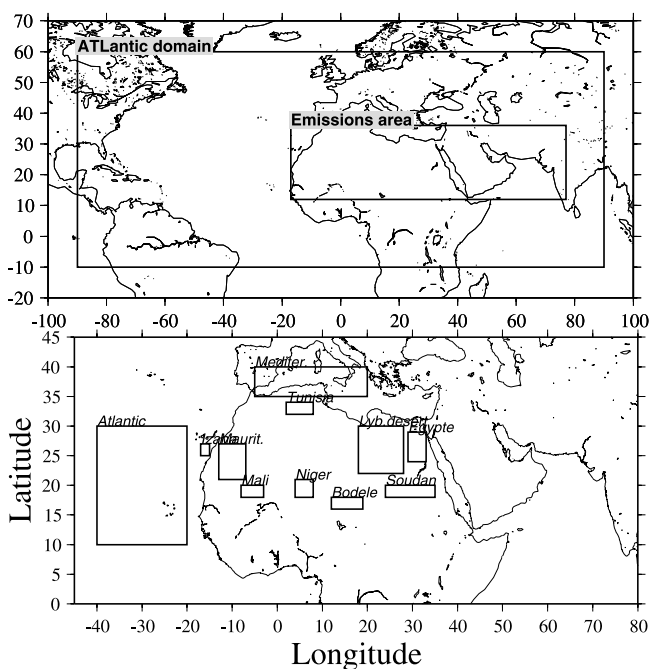 70
ATLantic domain
60
50
40
Emissions area
30
20
10
0
-10
-20
-100 -80 -60 -40 -20 0 20 40 60 80 100
45
Mediter.
40
35
Tunisia
30
Atlantic
Lyb.desert
Egypte
Izana
Maurit.
25
20
Mali
Niger
Soudan
Bodele
15
10
5
0
-40 -30 -20 -10 0 10 20 30 40 50 60 70 80
Latitude
Longitude